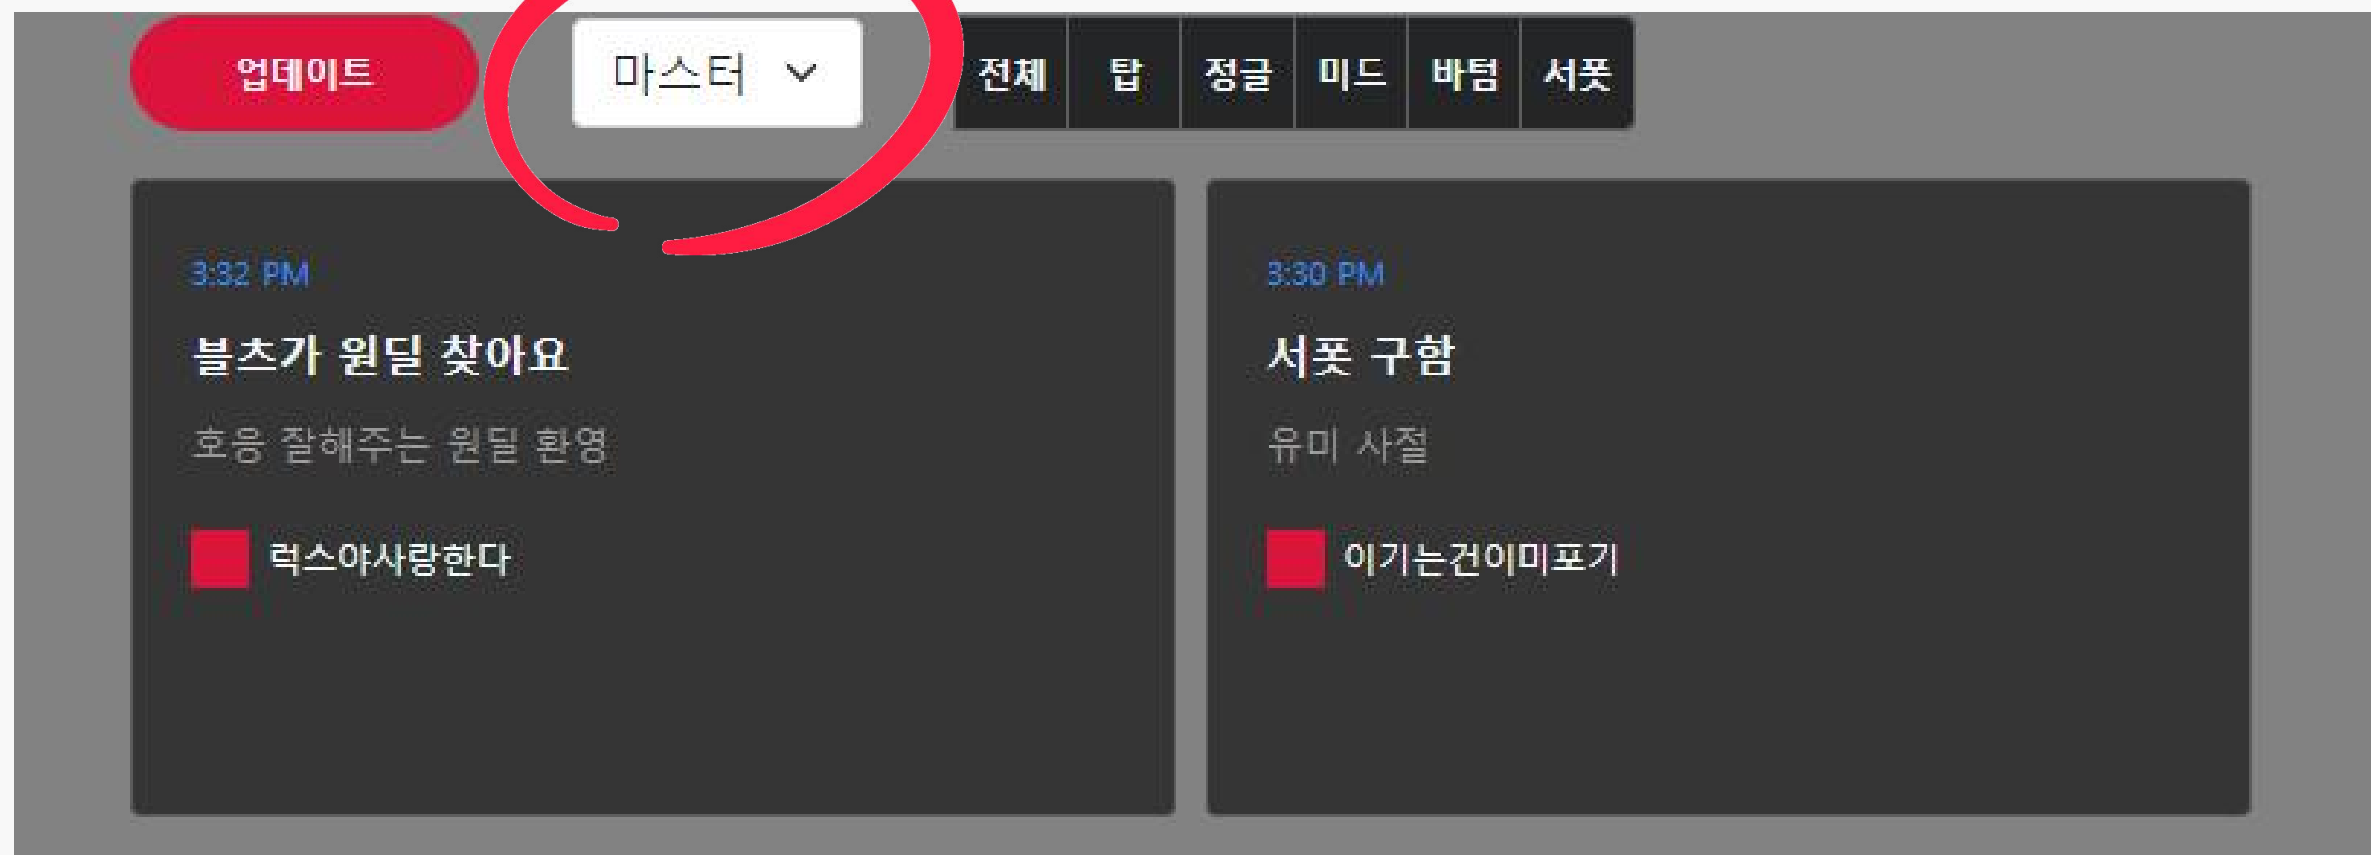 업데이트 마스터 전체 탑 정글 미드 바텀 서폿
3:32 PM
블츠가 원딜 찾아요
호응 잘해주는 원딜 환영
럭스야사랑한다
3:30 PM
서폿 구함
유미 사절
이기는건이미포기